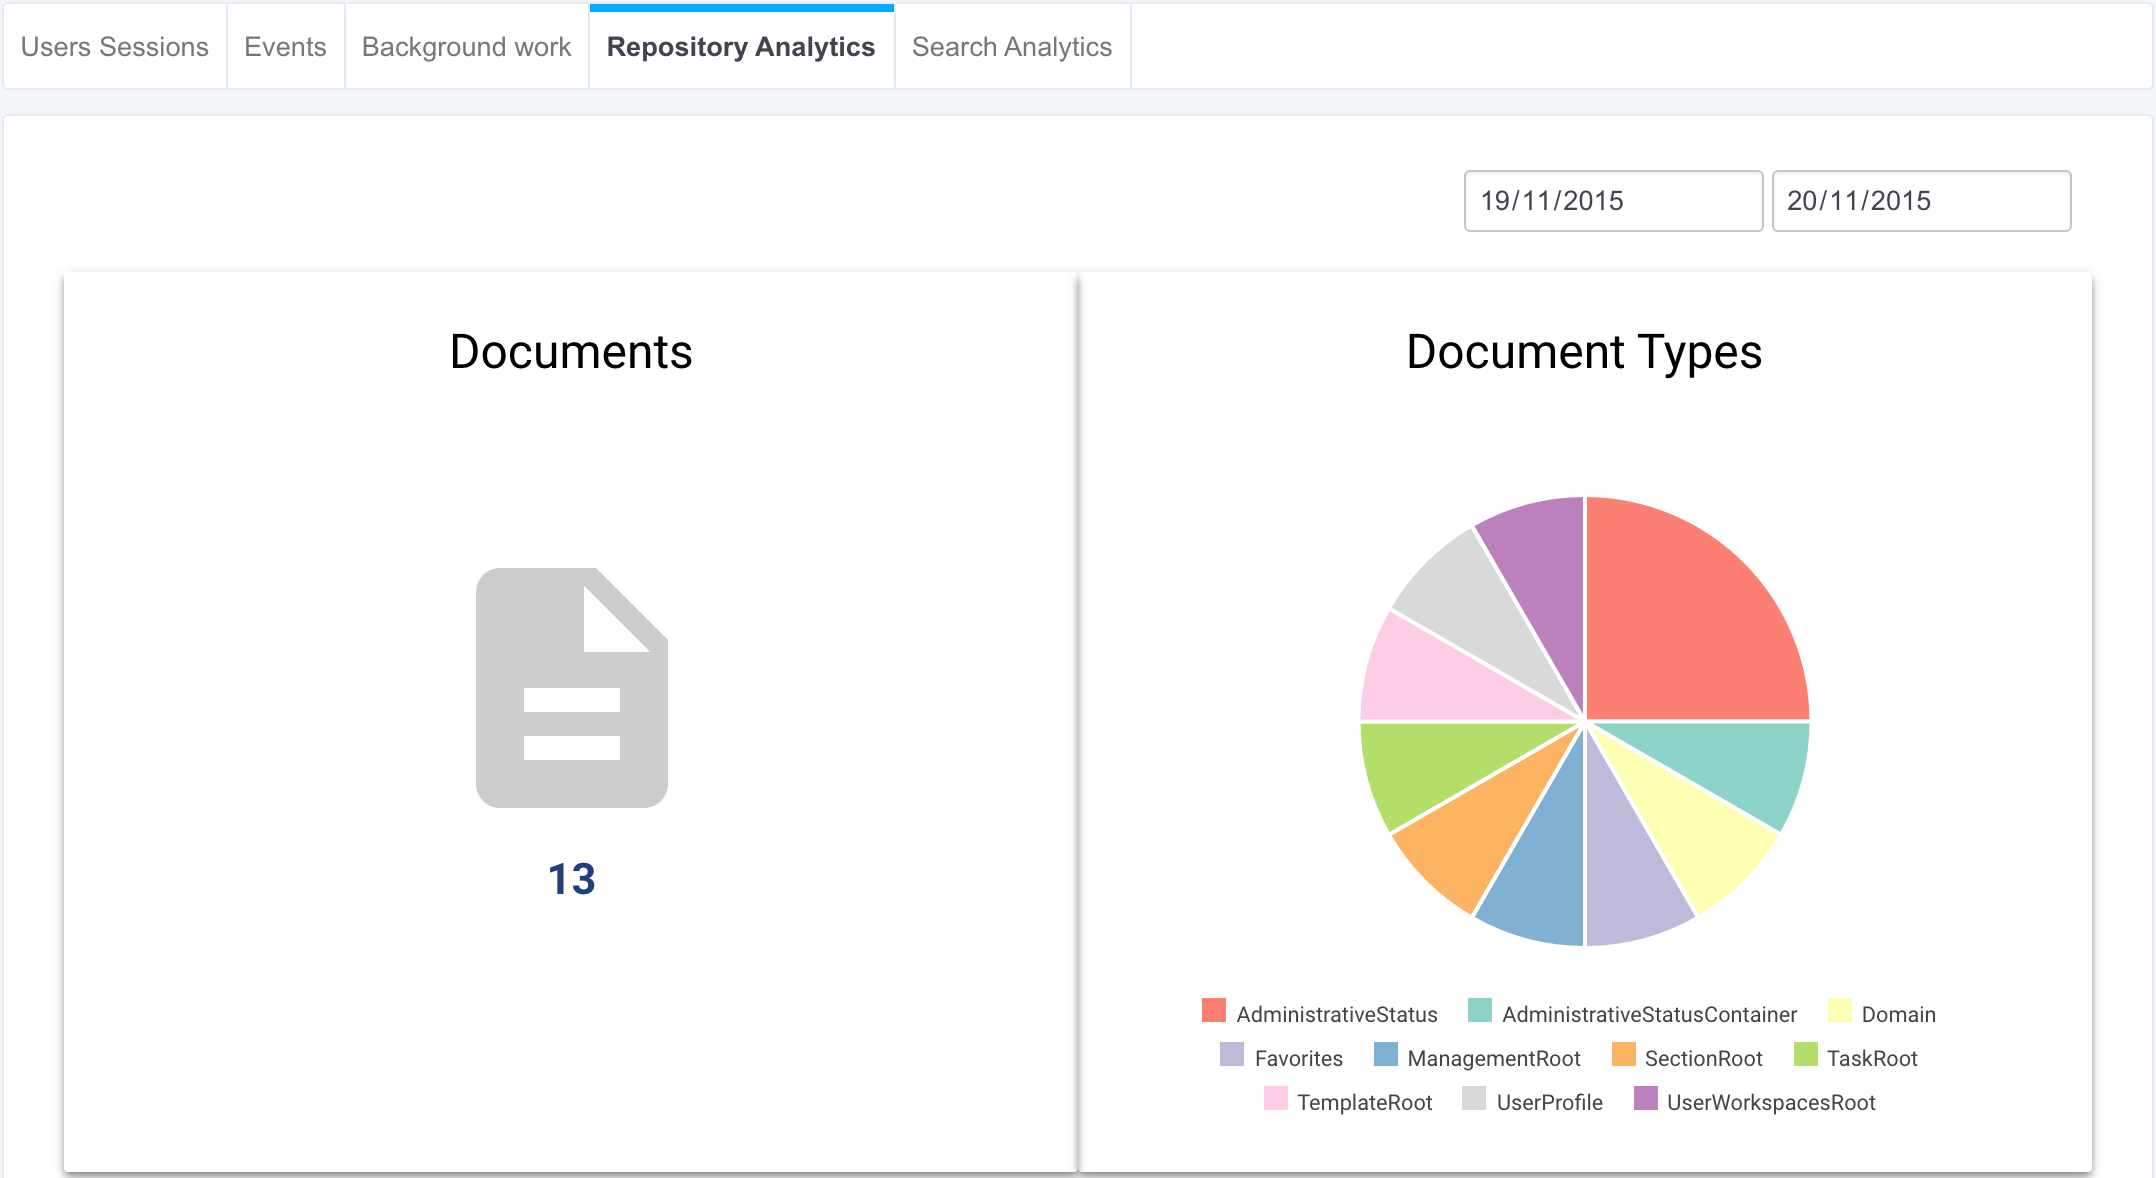 Users Sessions Events Background work Repository Analytics Search Analytics
19/11/2015 20/11/2015
Documents
13
Document Types
AdministrativeStatus AdministrativeStatusContainer Domain
Favorites ManagementRoot SectionRoot TaskRoot
TemplateRoot UserProfile UserWorkspacesRoot